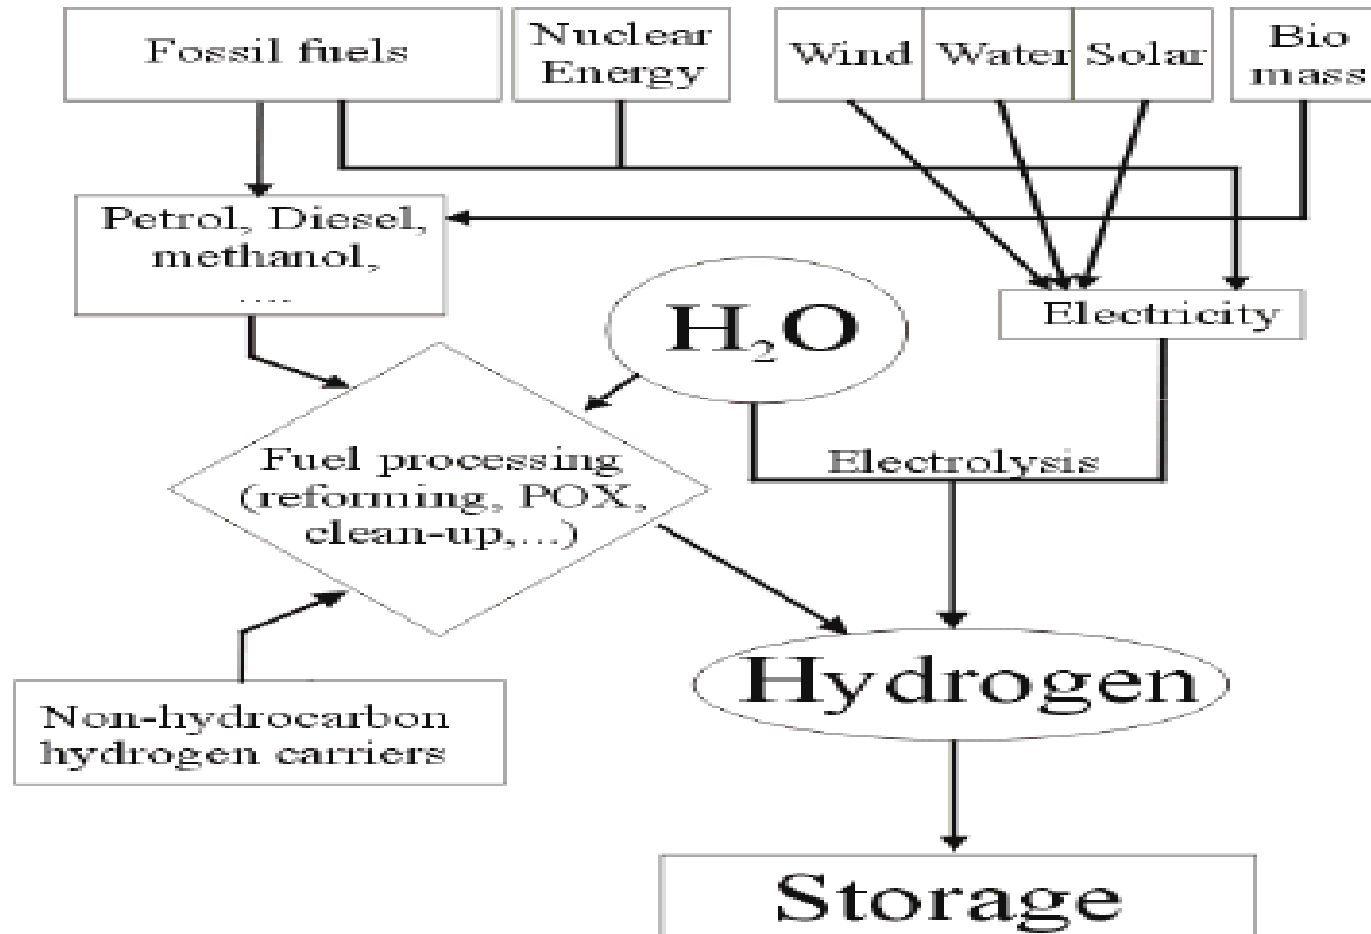 Fossil fuels
Nuclear
Energy
Wind
Water
Solar
Bio
mass
Petrol, Diesel,
methanol,
....
H₂O
Electricity
Electrolysis
Fuel processing
(reforming, POX,
clean-up,...)
Hydrogen
Non-hydrocarbon
hydrogen carriers
Storage